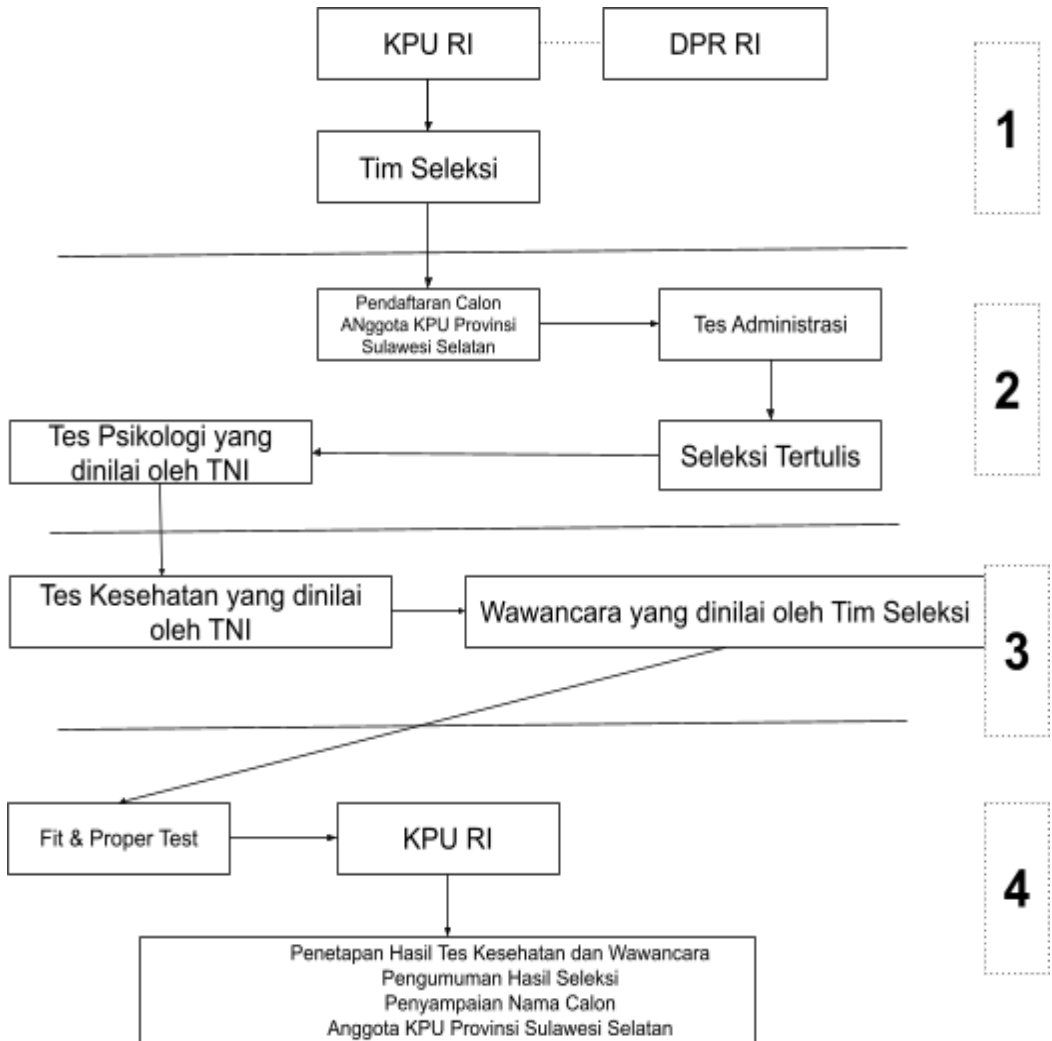 KPU RI
DPR RI
1
Tim Seleksi
Pendaftaran Calon
ANggota KPU Provinsi
Sulawesi Selatan
Tes Administrasi
2
Tes Psikologi yang
dinilai oleh TNI
Seleksi Tertulis
Tes Kesehatan yang dinilai
oleh TNI
Wawancara yang dinilai oleh Tim Seleksi
3
Fit & Proper Test
KPU RI
4
Penetapan Hasil Tes Kesehatan dan Wawancara
Pengumuman Hasil Seleksi
Penyampaian Nama Calon
Anggota KPU Provinsi Sulawesi Selatan